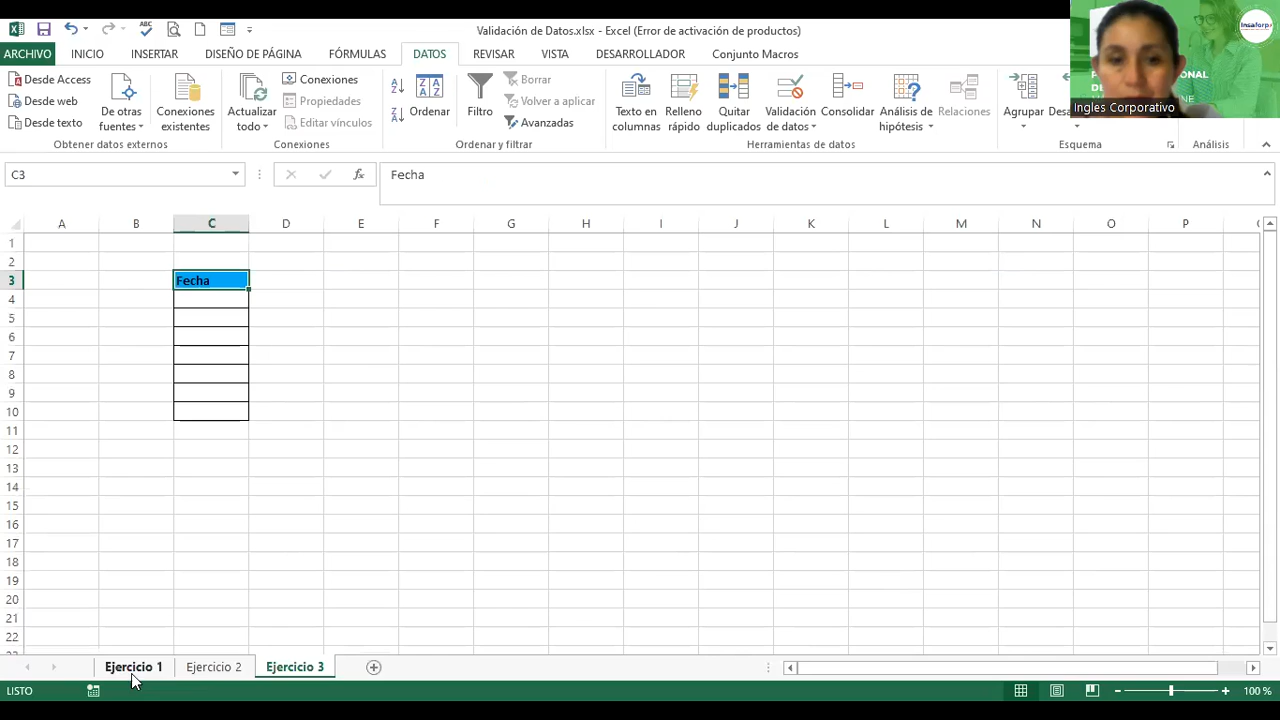 Validación de Datos.xlsx - Excel (Error de activación de productos)
ARCHIVO INICIO INSERTAR DISEÑO DE PÁGINA FÓRMULAS DATOS REVISAR VISTA DESARROLLADOR Conjunto Macros
Desde Access
Desde web
Desde texto
De otras fuentes
Conexiones existentes
Obtener datos externos
Actualizar todo
Conexiones
Propiedades
Editar vínculos
Conexiones
Ordenar
Filtro
Borrar
Volver a aplicar
Avanzadas
Ordenar y filtrar
Texto en columnas
Relleno rápido
Quitar duplicados
Validación de datos
Consolidar
Análisis de hipótesis
Relaciones
Herramientas de datos
Agrupar
Esquema
Análisis
Insaforp
Ingles Corporativo
C3
Fecha
A B C D E F G H I J K L M N O P
1
2
3 Fecha
4
5
6
7
8
9
10
11
12
13
14
15
16
17
18
19
20
21
22
Ejercicio 1 Ejercicio 2 Ejercicio 3
LISTO
100 %